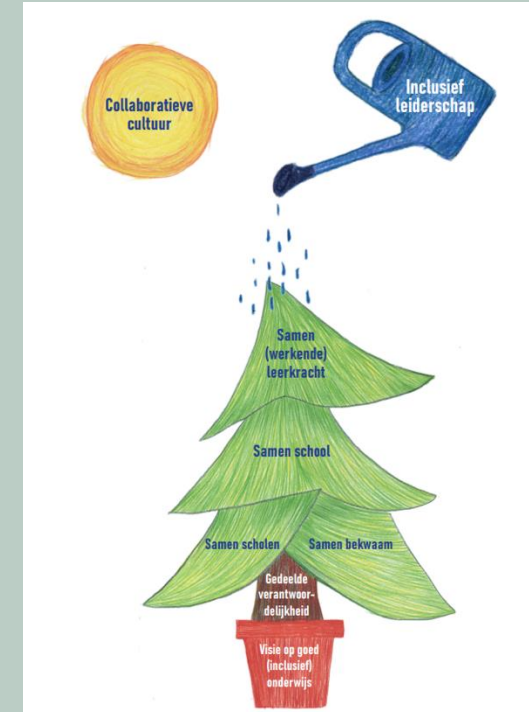 Collaboratieve
cultuur
Inclusief
leiderschap
Samen
(werkende)
leerkracht
Samen school
Samen scholen
Samen bekwaam
Gedeelde
verantwoor-
delijkheid
Visie op goed
(inclusief)
onderwijs